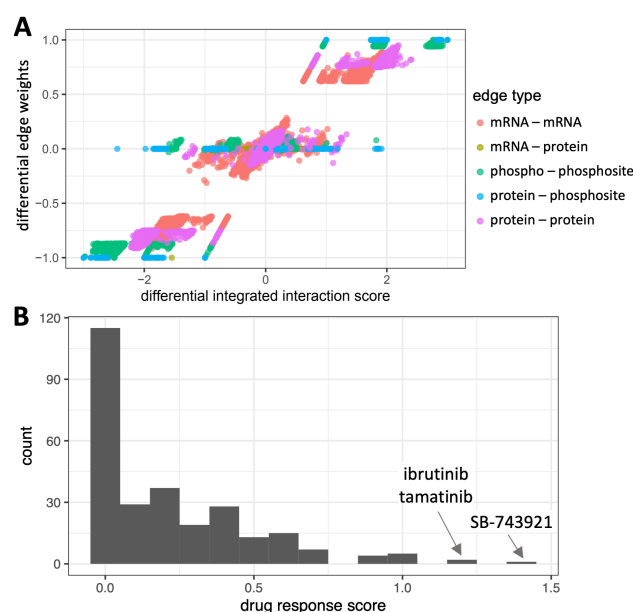 A
1.0
0.5
0.0
−0.5
−1.0
differential edge weights
−2
0
2
differential integrated interaction score
edge type
mRNA – mRNA
mRNA – protein
phospho – phosphosite
protein – phosphosite
protein – protein
B
120
90
60
30
0
count
ibrutinib
tamatinib
SB-743921
0.0
0.5
1.0
1.5
drug response score